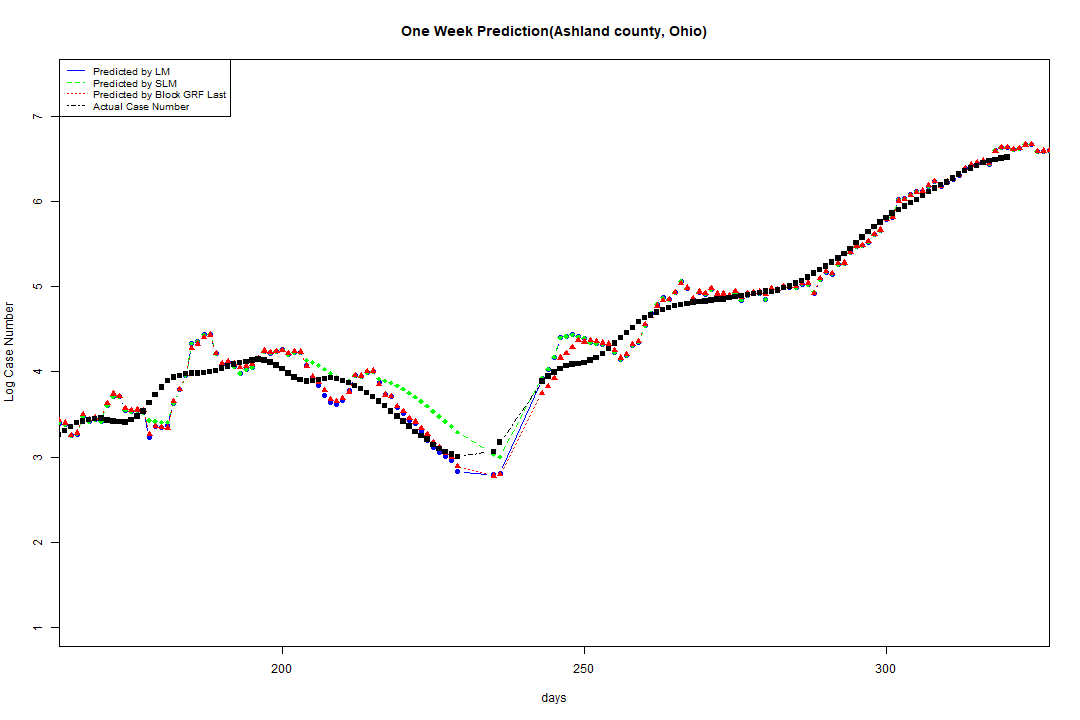 One Week Prediction(Ashland county, Ohio)
Predicted by LM
Predicted by SLM
Predicted by Block GRF Last
Actual Case Number
7
6
5
4
3
2
1
Log Case Number
200 250 300
days